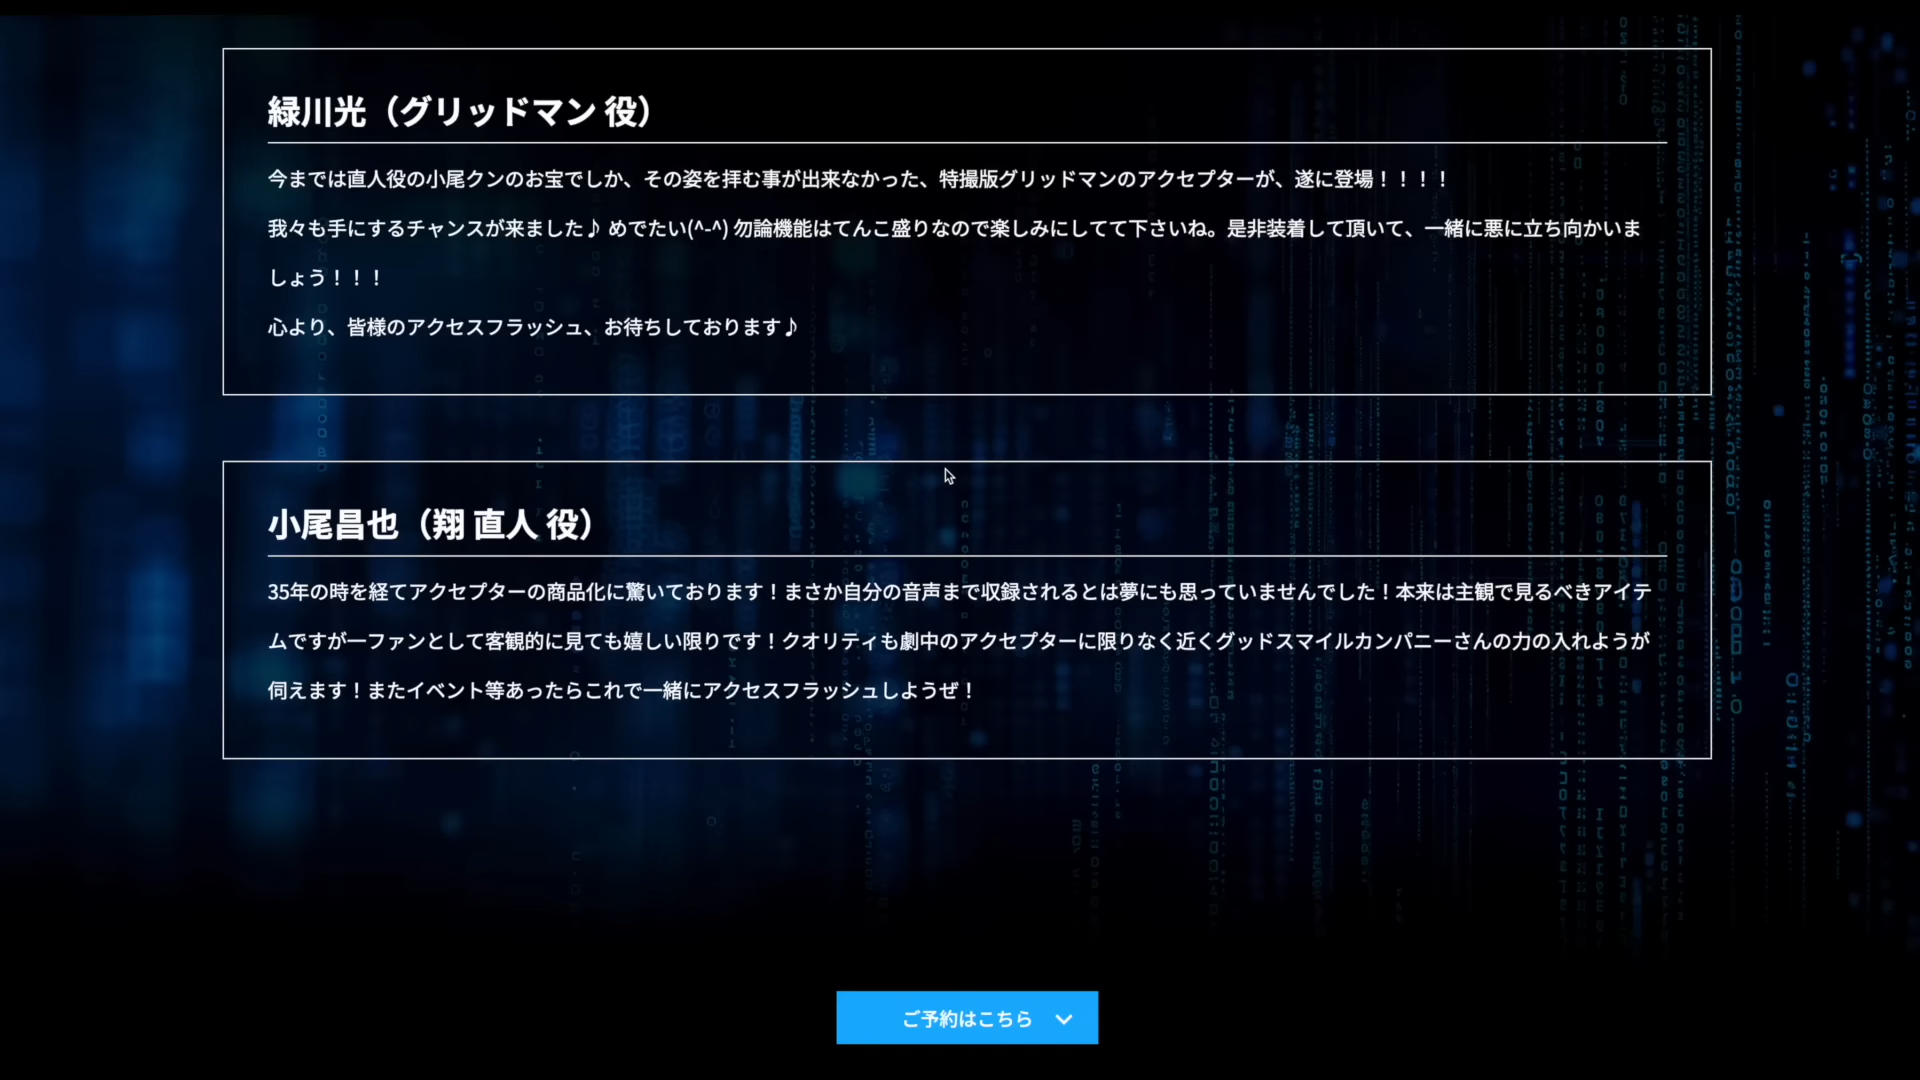 緑川光（グリッドマン 役）
今までは直人役の小尾クンのお宝でしか、その姿を拝む事が出来なかった、特撮版グリッドマンのアクセプターが、遂に登場！！！！
我々も手にするチャンスが来ました♪ めでたい(^-^) 勿論機能はてんこ盛りなので楽しみにしてて下さいね。是非装着して頂いて、一緒に悪に立ち向かいま
しょう！！！
心より、皆様のアクセスフラッシュ、お待ちしております♪
小尾昌也（翔 直人 役）
35年の時を経てアクセプターの商品化に驚いております！まさか自分の音声まで収録されるとは夢にも思っていませんでした！本来は主観で見るべきアイテ
ムですが一ファンとして客観的に見ても嬉しい限りです！クオリティも劇中のアクセプターに限りなく近くグッドスマイルカンパニーさんの力の入れようが
伺えます！またイベント等あったらこれで一緒にアクセスフラッシュしようぜ！
ご予約はこちら